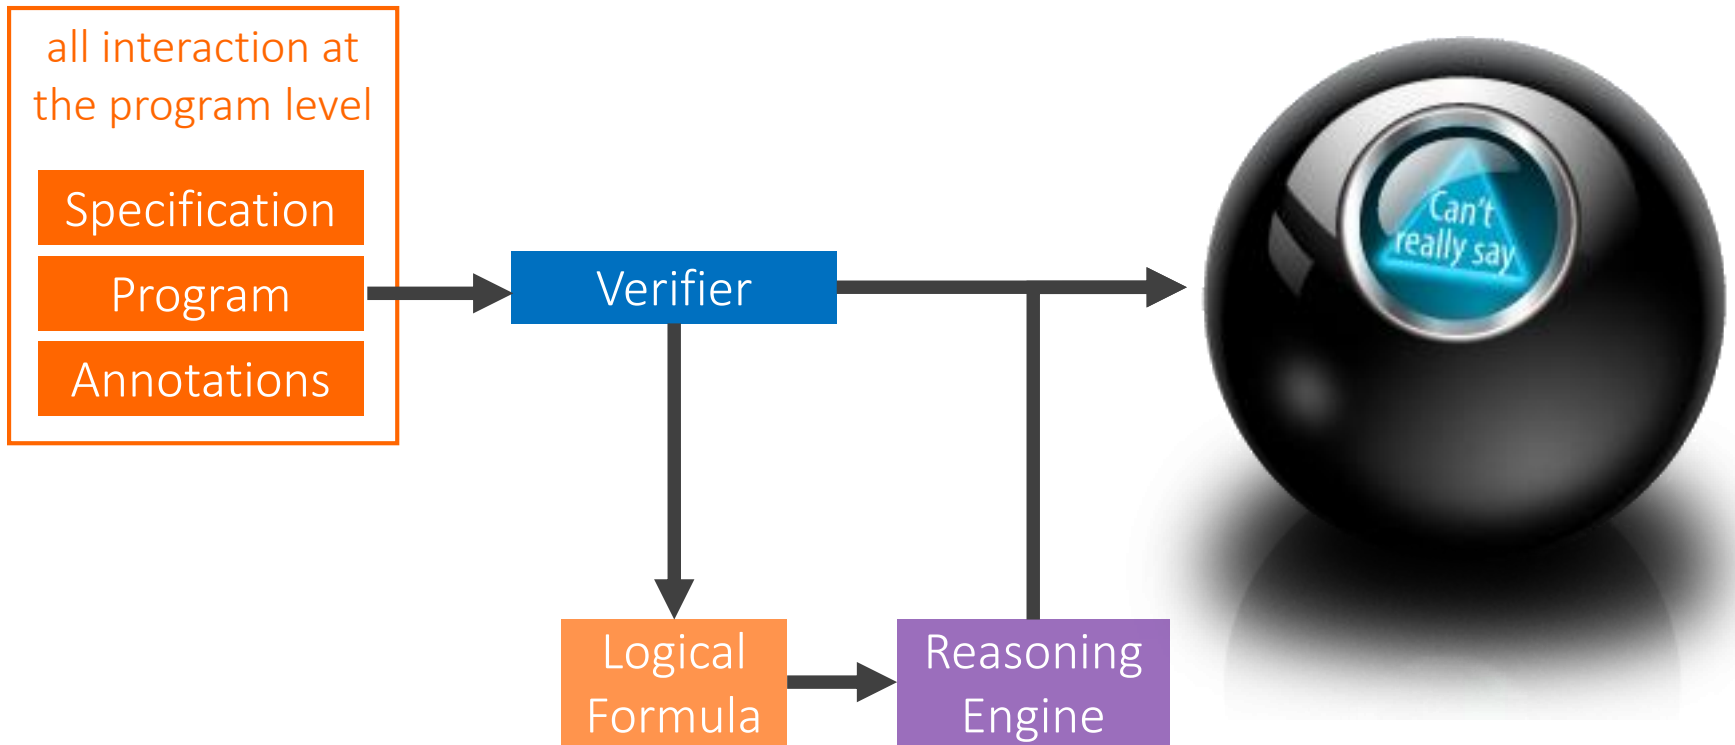 all interaction at
the program level
Specification
Program
Annotations
Verifier
Logical
Formula
Reasoning
Engine
Can't
really say